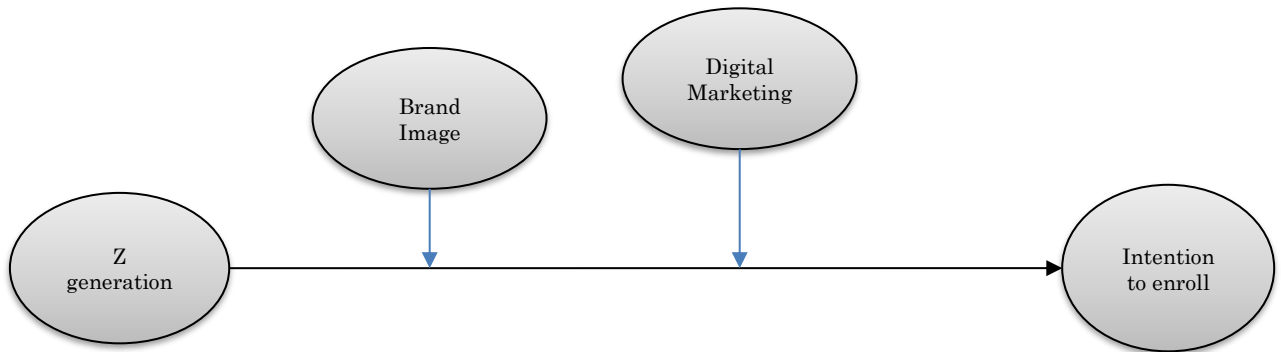 Digital
Marketing
Brand
Image
Z
generation
Intention
to enroll